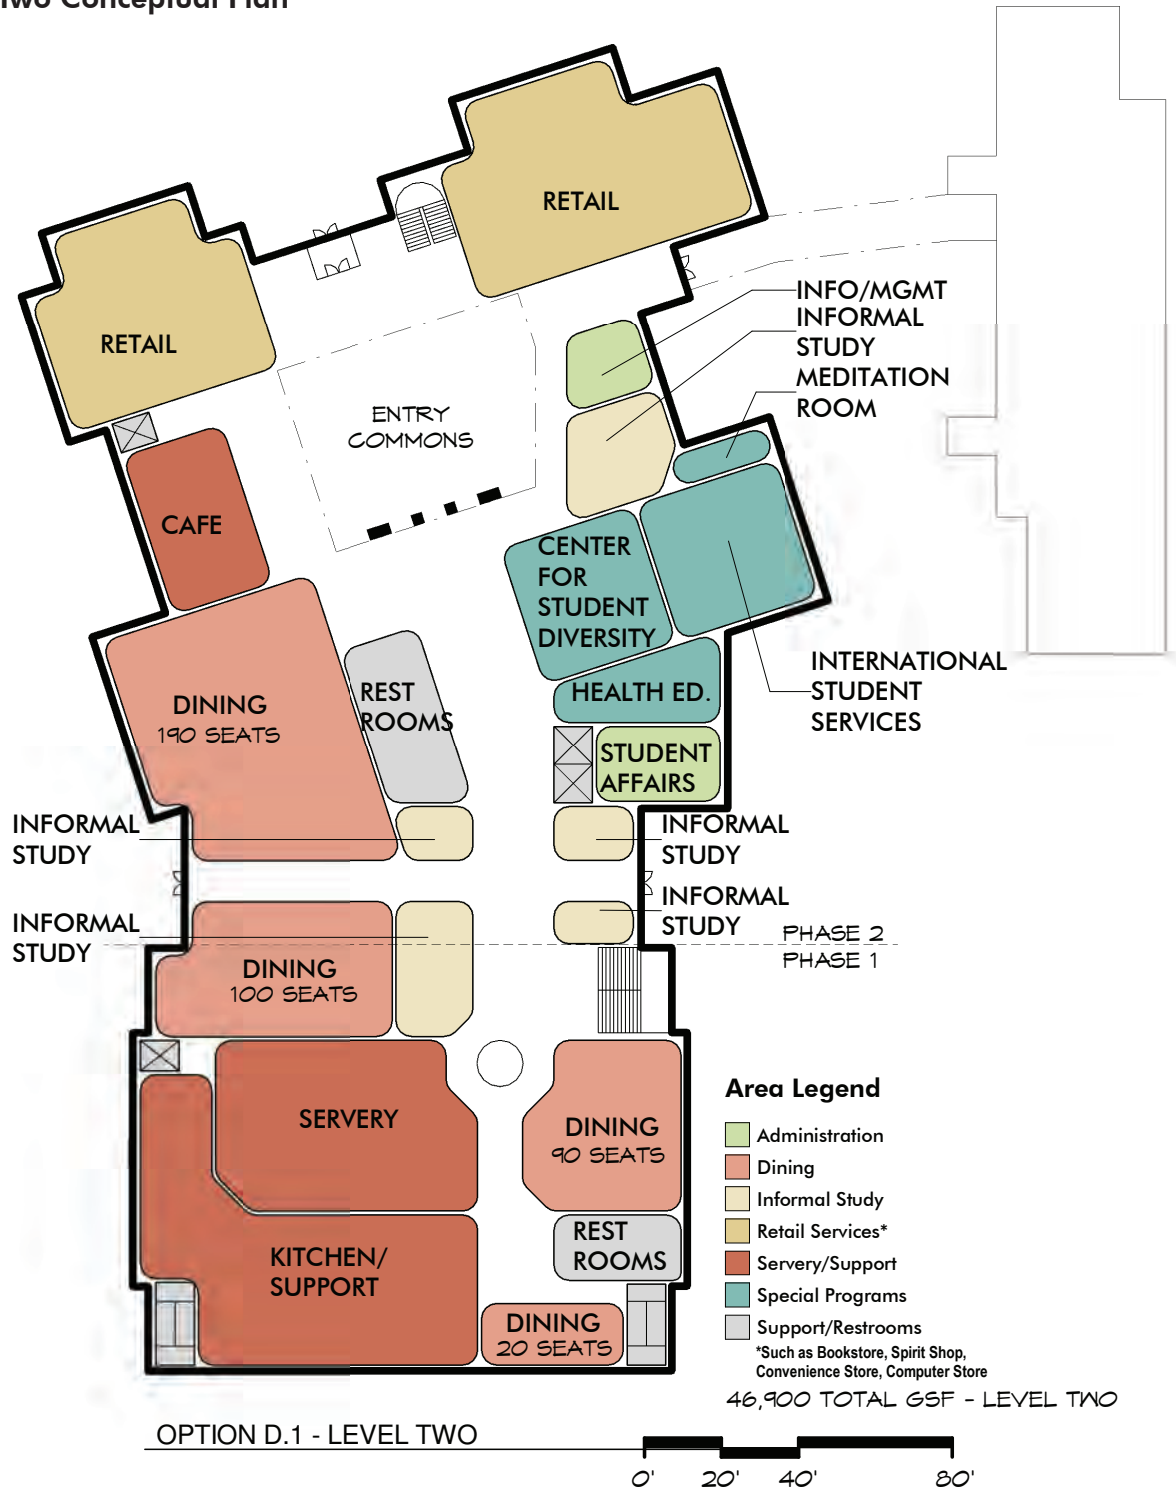 Two Conceptual Plan
RETAIL
RETAIL
INFO/MGMT
INFORMAL
STUDY
MEDITATION
ROOM
ENTRY
COMMONS
CAFE
CENTER
FOR
STUDENT
DIVERSITY
INTERNATIONAL
STUDENT
SERVICES
HEALTH ED.
REST
ROOMS
DINING
190 SEATS
STUDENT
AFFAIRS
INFORMAL
STUDY
INFORMAL
STUDY
INFORMAL
STUDY
INFORMAL
STUDY
PHASE 2
PHASE 1
DINING
100 SEATS
SERVERY
DINING
90 SEATS
REST
ROOMS
KITCHEN/
SUPPORT
DINING
20 SEATS
Area Legend
Administration
Dining
Informal Study
Retail Services*
Servery/Support
Special Programs
Support/Restrooms
*Such as Bookstore, Spirit Shop,
Convenience Store, Computer Store
46,900 TOTAL GSF - LEVEL TWO
OPTION D.1 - LEVEL TWO
0' 20' 40' 80'